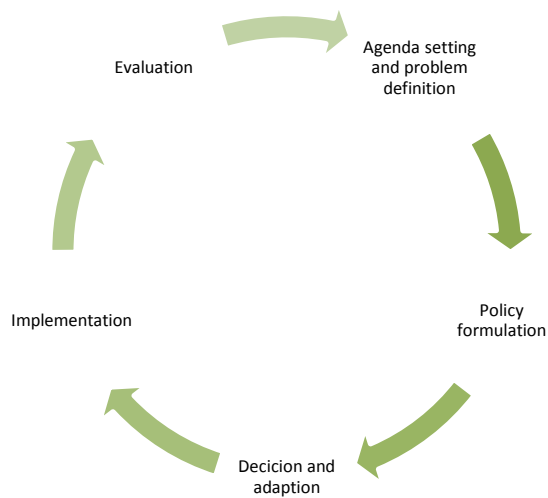 Evaluation
Agenda setting
and problem
definition
Policy
formulation
Decicion and
adaption
Implementation